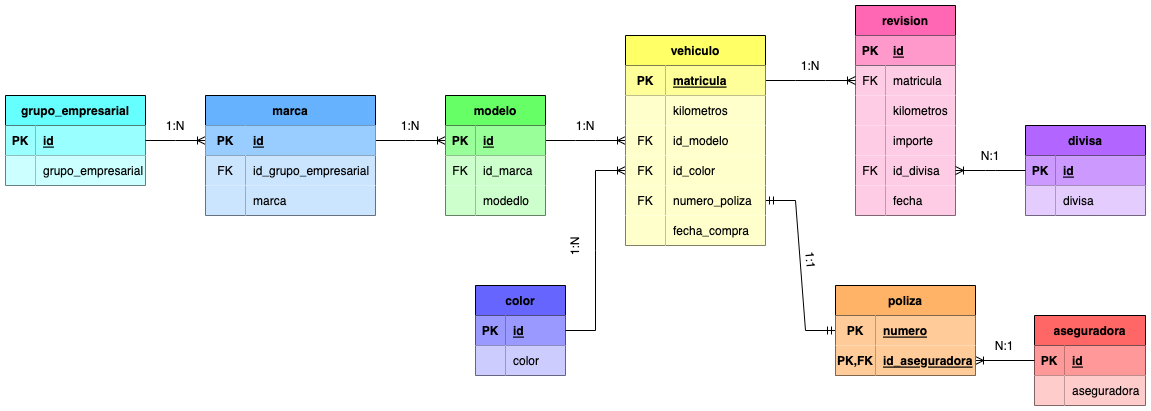 grupo_empresarial
PK id
grupo_empresarial
1:N
marca
PK id
FK id_grupo_empresarial
marca
1:N
modelo
PK id
FK id_marca
modedlo
1:N
vehiculo
PK matricula
kilometros
FK id_modelo
FK id_color
FK numero_poliza
fecha_compra
1:N
revision
PK id
FK matricula
kilometros
importe
FK id_divisa
fecha
N:1
divisa
PK id
divisa
1:N
color
PK id
color
1:1
poliza
PK numero
PK,FK id_aseguradora
N:1
aseguradora
PK id
aseguradora